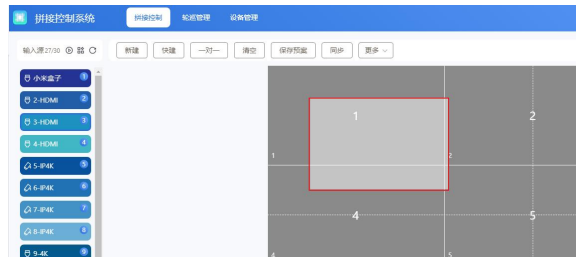 拼接控制系统 拼接控制 轮巡管理 设备管理
输入源 27/30 新建 快建 一对一 清空 保存预案 同步 更多
小米盒子 1
2-HDMI 2
3-HDMI 3
4-HDMI 4
5-IP4K 5
6-IP4K 6
7-IP4K 7
8-IP4K 8
9-4K 9
1 2
1 2
4 5
4 5